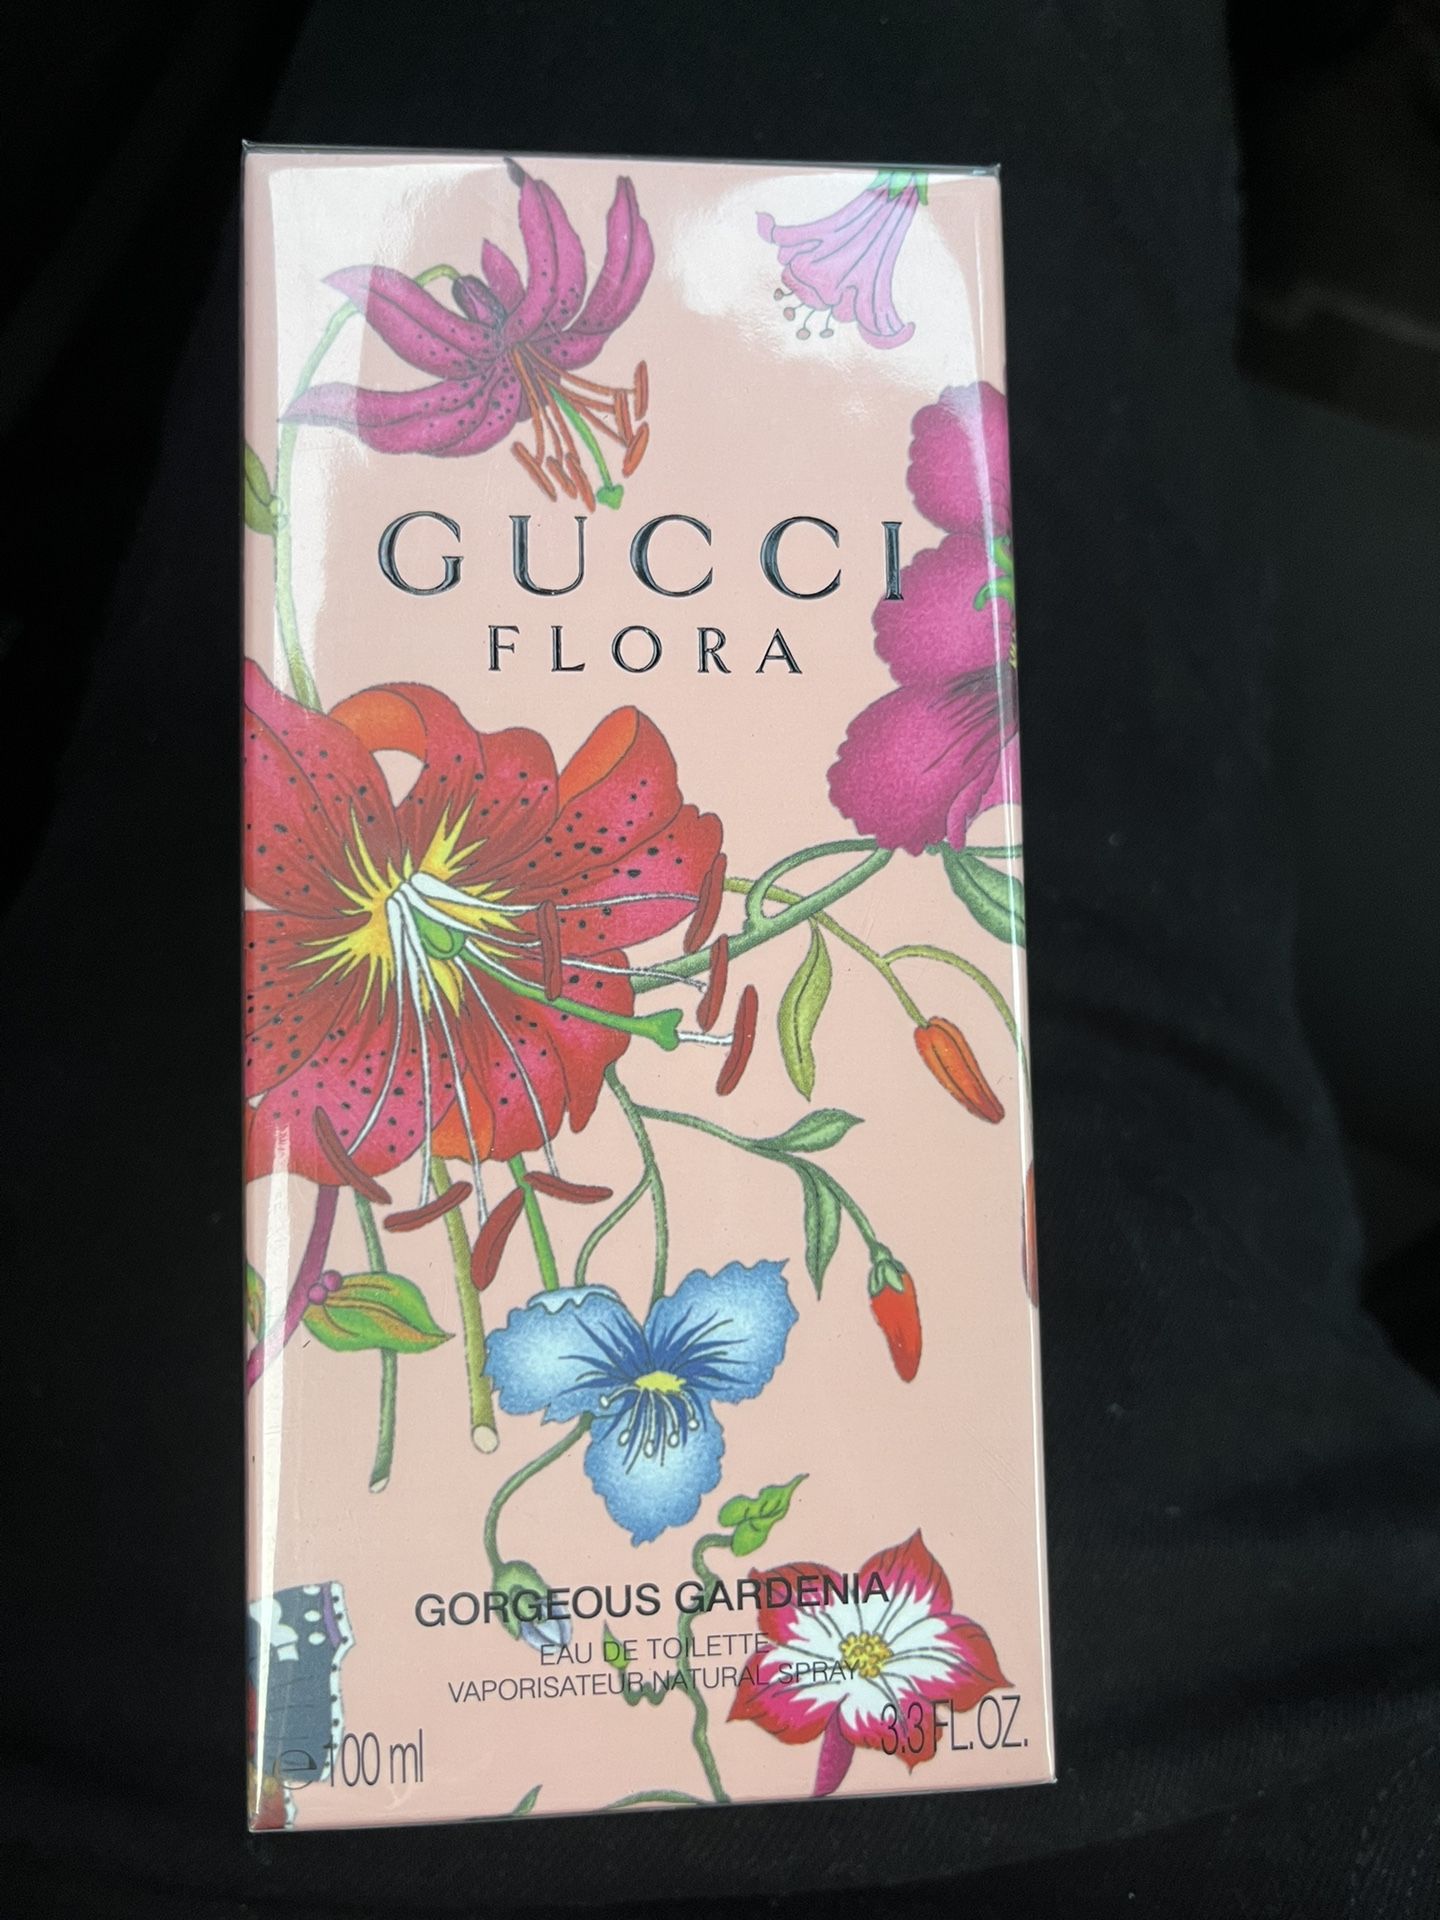 GUCCI
FLORA
GORGEOUS GARDENIA
EAU DE TOILETTE
VAPORISATEUR NATURAL SPRAY
℮ 100 ml
3.3 FL.OZ.